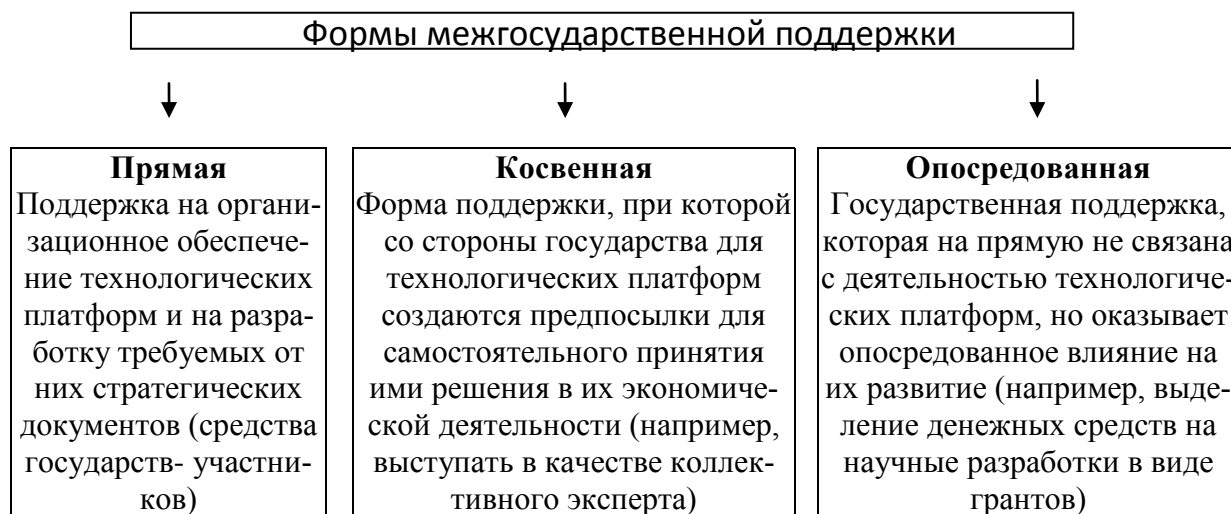 Формы межгосударственной поддержки
Прямая
Поддержка на органи-
зационное обеспече-
ние технологических
платформ и на разра-
ботку требуемых от
них стратегических
документов (средства
государств- участни-
ков)
Косвенная
Форма поддержки, при которой
со стороны государства для
технологических платформ
создаются предпосылки для
самостоятельного принятия
ими решения в их экономиче-
ской деятельности (например,
выступать в качестве коллек-
тивного эксперта)
Опосредованная
Государственная поддержка,
которая на прямую не связана
с деятельностью технологиче-
ских платформ, но оказывает
опосредованное влияние на
их развитие (например, выде-
ление денежных средств на
научные разработки в виде
грантов)